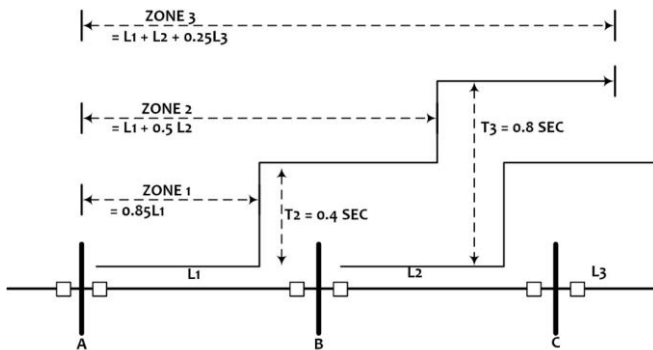 ZONE 3
= L1 + L2 + 0.25L3
ZONE 2
= L1 + 0.5 L2
T3 = 0.8 SEC
ZONE 1
= 0.85L1
T2 = 0.4 SEC
L1
L2
L3
A
B
C